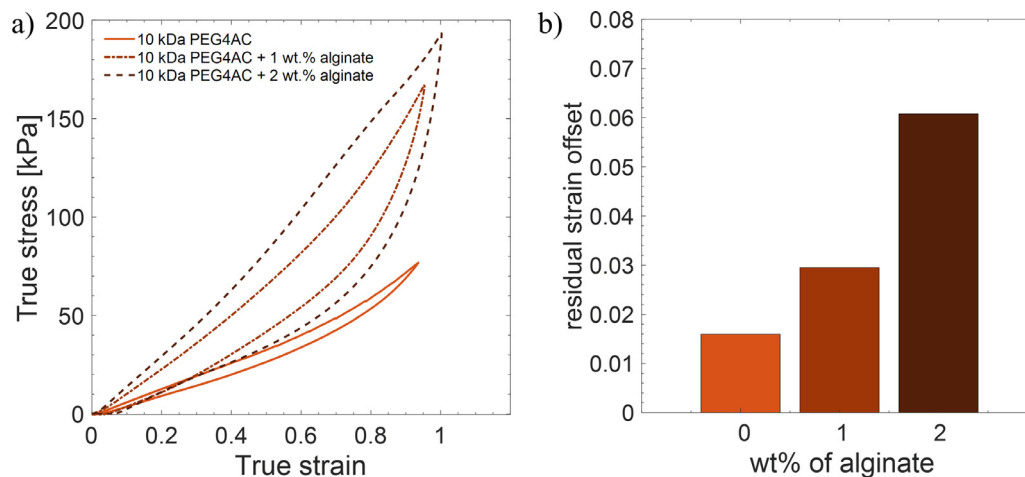 a)
200
150
100
50
0
True stress [kPa]
10 kDa PEG4AC
10 kDa PEG4AC + 1 wt.% alginate
10 kDa PEG4AC + 2 wt.% alginate
0 0.2 0.4 0.6 0.8 1
True strain
b)
0.08
0.07
0.06
0.05
0.04
0.03
0.02
0.01
0
residual strain offset
0 1 2
wt% of alginate